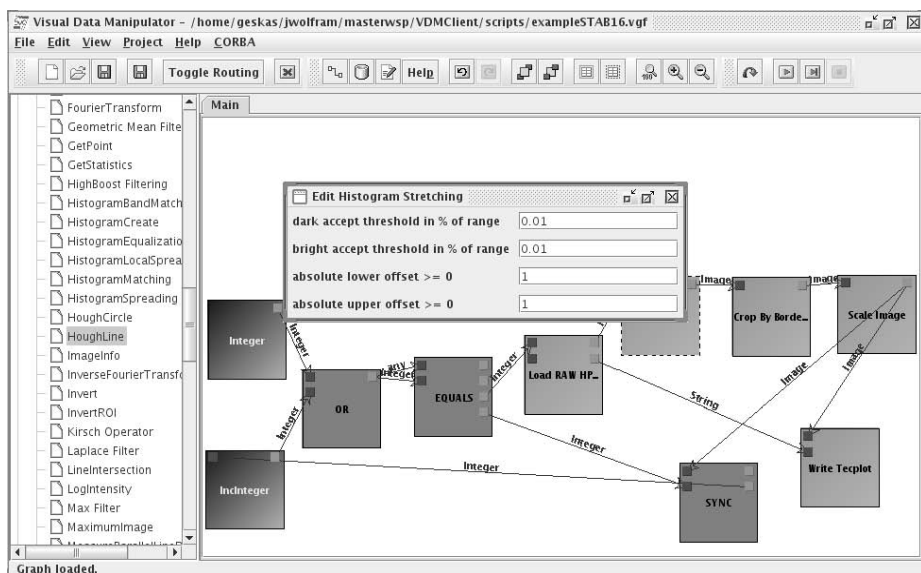 Visual Data Manipulator - /home/geskas/jwolfram/masterwsp/VDMClient/scripts/exampleSTAB16.vgf
File Edit View Project Help CORBA
Toggle Routing Help 100
FourierTransform
Geometric Mean Filte
GetPoint
GetStatistics
HighBoost Filtering
HistogramBandMatch
HistogramCreate
HistogramEqualizatio
HistogramLocalSprea
HistogramMatching
HistogramSpreading
HoughCircle
HoughLine
ImageInfo
InverseFourierTransfo
Invert
InvertROI
Kirsch Operator
Laplace Filter
LineIntersection
LogIntensity
Max Filter
MaximumImage
Main
Edit Histogram Stretching
dark accept threshold in % of range 0.01
bright accept threshold in % of range 0.01
absolute lower offset >= 0 1
absolute upper offset >= 0 1
Image
Image
Integer
Integer
Integer
OR
any
Integer
EQUALS
Integer
Load RAW HP...
Crop By Borde...
Scale Image
Image
Image
String
Integer
Integer
IncInteger
Integer
SYNC
Write Tecplot
Graph loaded.